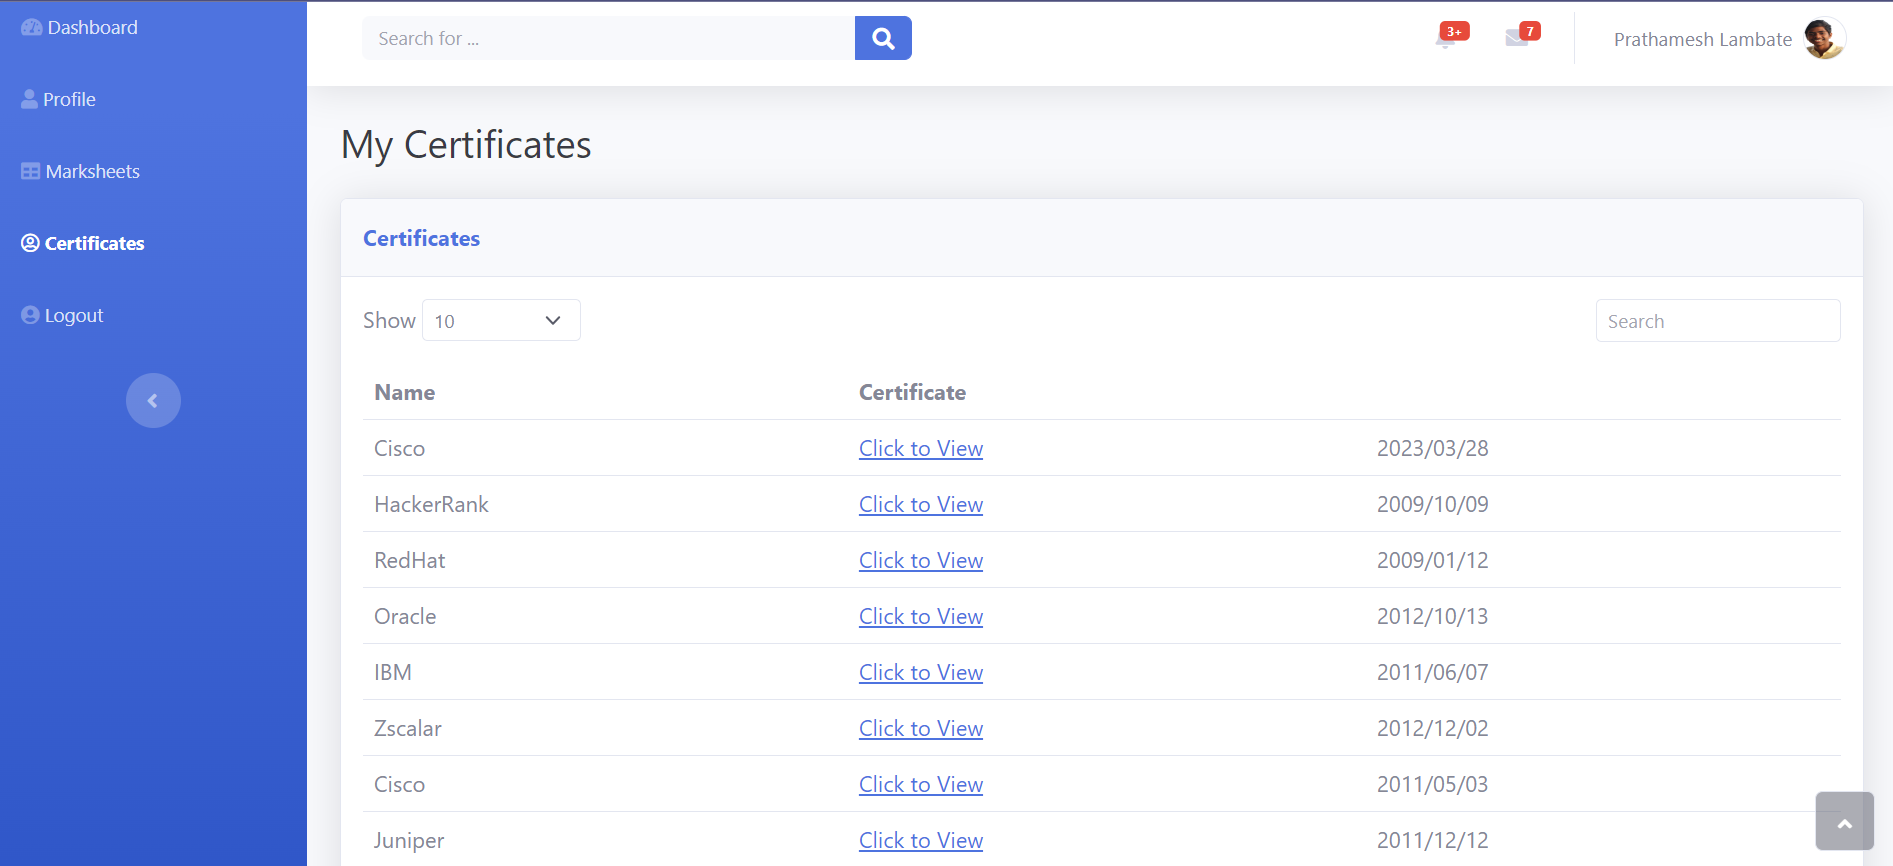 Dashboard
Profile
Marksheets
Certificates
Logout
Search for ...
3+
7
Prathamesh Lambate
My Certificates
Certificates
Show 10
Search
Name Certificate
Cisco Click to View 2023/03/28
HackerRank Click to View 2009/10/09
RedHat Click to View 2009/01/12
Oracle Click to View 2012/10/13
IBM Click to View 2011/06/07
Zscalar Click to View 2012/12/02
Cisco Click to View 2011/05/03
Juniper Click to View 2011/12/12